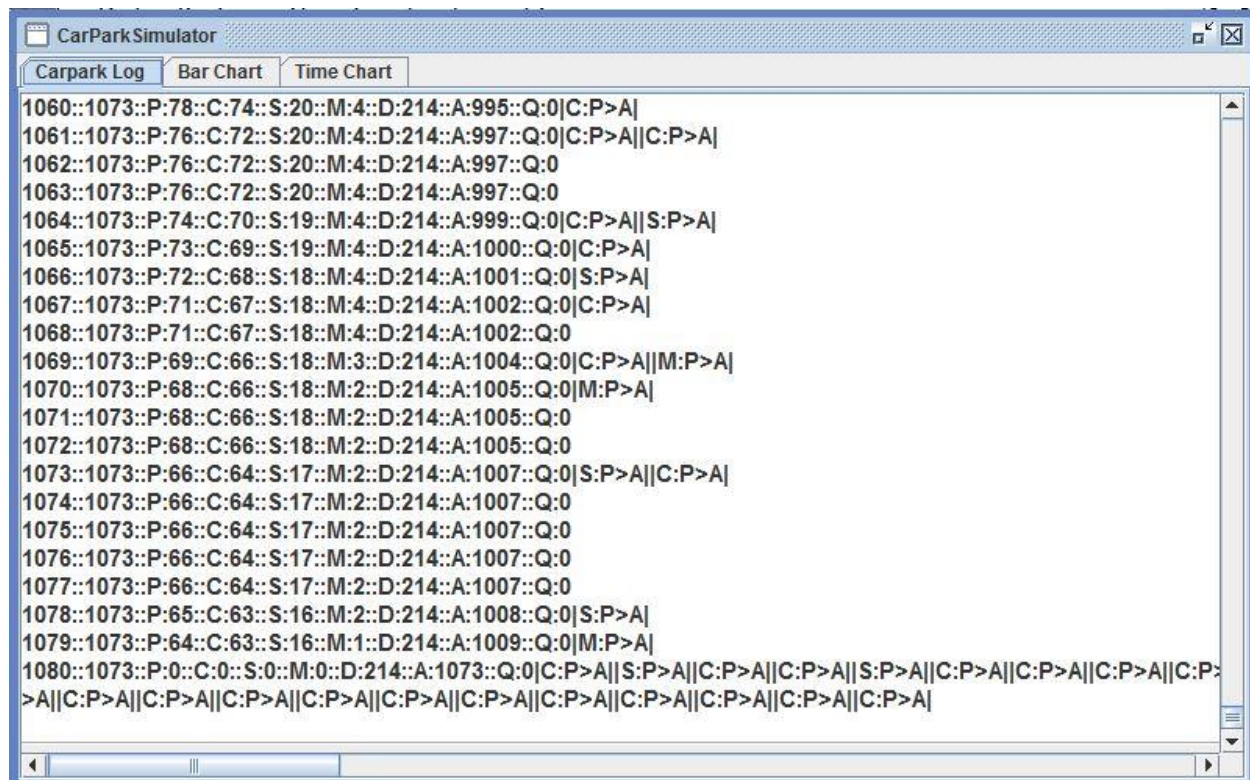 CarParkSimulator
Carpark Log Bar Chart Time Chart
1060::1073::P:78::C:74::S:20::M:4::D:214::A:995::Q:0|C:P>A|
1061::1073::P:76::C:72::S:20::M:4::D:214::A:997::Q:0|C:P>A||C:P>A|
1062::1073::P:76::C:72::S:20::M:4::D:214::A:997::Q:0
1063::1073::P:76::C:72::S:20::M:4::D:214::A:997::Q:0
1064::1073::P:74::C:70::S:19::M:4::D:214::A:999::Q:0|C:P>A||S:P>A|
1065::1073::P:73::C:69::S:19::M:4::D:214::A:1000::Q:0|C:P>A|
1066::1073::P:72::C:68::S:18::M:4::D:214::A:1001::Q:0|S:P>A|
1067::1073::P:71::C:67::S:18::M:4::D:214::A:1002::Q:0|C:P>A|
1068::1073::P:71::C:67::S:18::M:4::D:214::A:1002::Q:0
1069::1073::P:69::C:66::S:18::M:3::D:214::A:1004::Q:0|C:P>A||M:P>A|
1070::1073::P:68::C:66::S:18::M:2::D:214::A:1005::Q:0|M:P>A|
1071::1073::P:68::C:66::S:18::M:2::D:214::A:1005::Q:0
1072::1073::P:68::C:66::S:18::M:2::D:214::A:1005::Q:0
1073::1073::P:66::C:64::S:17::M:2::D:214::A:1007::Q:0|S:P>A||C:P>A|
1074::1073::P:66::C:64::S:17::M:2::D:214::A:1007::Q:0
1075::1073::P:66::C:64::S:17::M:2::D:214::A:1007::Q:0
1076::1073::P:66::C:64::S:17::M:2::D:214::A:1007::Q:0
1077::1073::P:66::C:64::S:17::M:2::D:214::A:1007::Q:0
1078::1073::P:65::C:63::S:16::M:2::D:214::A:1008::Q:0|S:P>A|
1079::1073::P:64::C:63::S:16::M:1::D:214::A:1009::Q:0|M:P>A|
1080::1073::P:0::C:0::S:0::M:0::D:214::A:1073::Q:0|C:P>A||S:P>A||C:P>A||C:P>A||S:P>A||C:P>A||C:P>A||C:P>A||C:P>
>A||C:P>A||C:P>A||C:P>A||C:P>A||C:P>A||C:P>A||C:P>A||C:P>A||C:P>A||C:P>A||C:P>A|